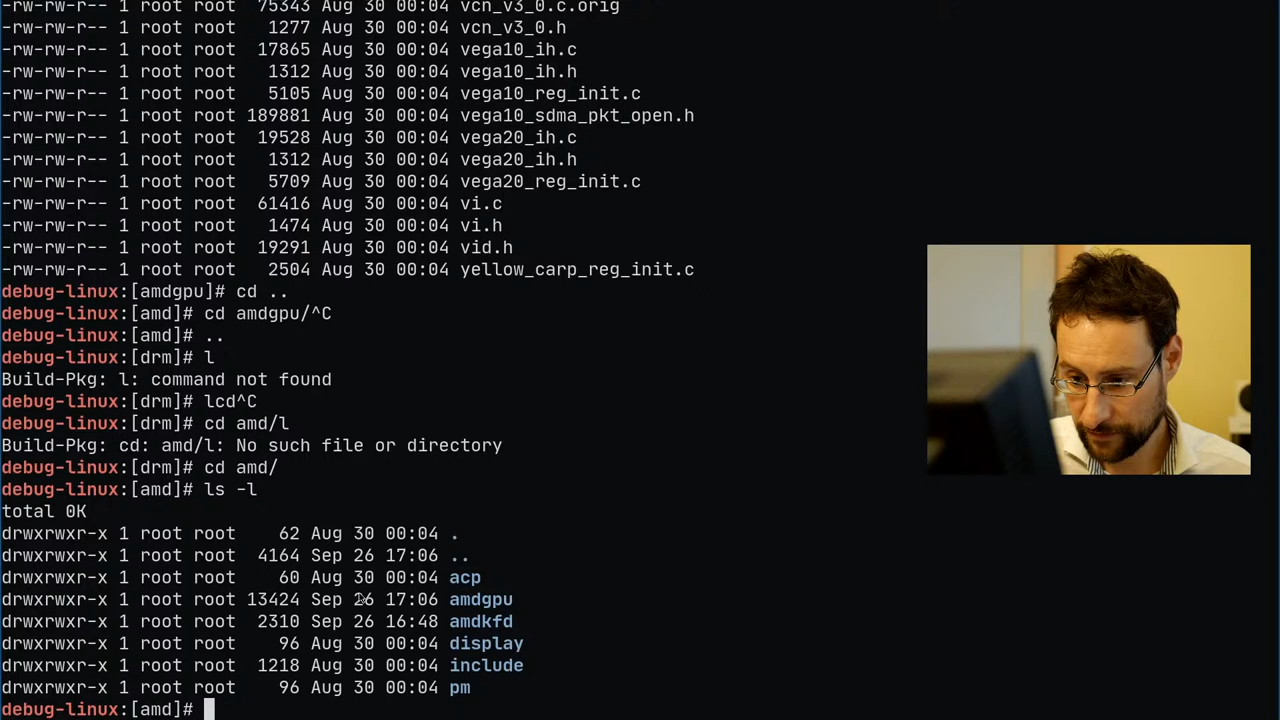 -rw-rw-r-- 1 root root 75343 Aug 30 00:04 vcn_v3_0.c.orig
-rw-rw-r-- 1 root root 1277 Aug 30 00:04 vcn_v3_0.h
-rw-rw-r-- 1 root root 17865 Aug 30 00:04 vega10_ih.c
-rw-rw-r-- 1 root root 1312 Aug 30 00:04 vega10_ih.h
-rw-rw-r-- 1 root root 5105 Aug 30 00:04 vega10_reg_init.c
-rw-rw-r-- 1 root root 189881 Aug 30 00:04 vega10_sdma_pkt_open.h
-rw-rw-r-- 1 root root 19528 Aug 30 00:04 vega20_ih.c
-rw-rw-r-- 1 root root 1312 Aug 30 00:04 vega20_ih.h
-rw-rw-r-- 1 root root 5709 Aug 30 00:04 vega20_reg_init.c
-rw-rw-r-- 1 root root 61416 Aug 30 00:04 vi.c
-rw-rw-r-- 1 root root 1474 Aug 30 00:04 vi.h
-rw-rw-r-- 1 root root 19291 Aug 30 00:04 vid.h
-rw-rw-r-- 1 root root 2504 Aug 30 00:04 yellow_carp_reg_init.c
debug-linux:[amdgpu]# cd ..
debug-linux:[amd]# cd amdgpu/^C
debug-linux:[amd]# ..
debug-linux:[drm]# l
Build-Pkg: l: command not found
debug-linux:[drm]# lcd^C
debug-linux:[drm]# cd amd/l
Build-Pkg: cd: amd/l: No such file or directory
debug-linux:[drm]# cd amd/
debug-linux:[amd]# ls -l
total 0K
drwxrwxr-x 1 root root 62 Aug 30 00:04 .
drwxrwxr-x 1 root root 4164 Sep 26 17:06 ..
drwxrwxr-x 1 root root 60 Aug 30 00:04 acp
drwxrwxr-x 1 root root 13424 Sep 26 17:06 amdgpu
drwxrwxr-x 1 root root 2310 Sep 26 16:48 amdkfd
drwxrwxr-x 1 root root 96 Aug 30 00:04 display
drwxrwxr-x 1 root root 1218 Aug 30 00:04 include
drwxrwxr-x 1 root root 96 Aug 30 00:04 pm
debug-linux:[amd]#